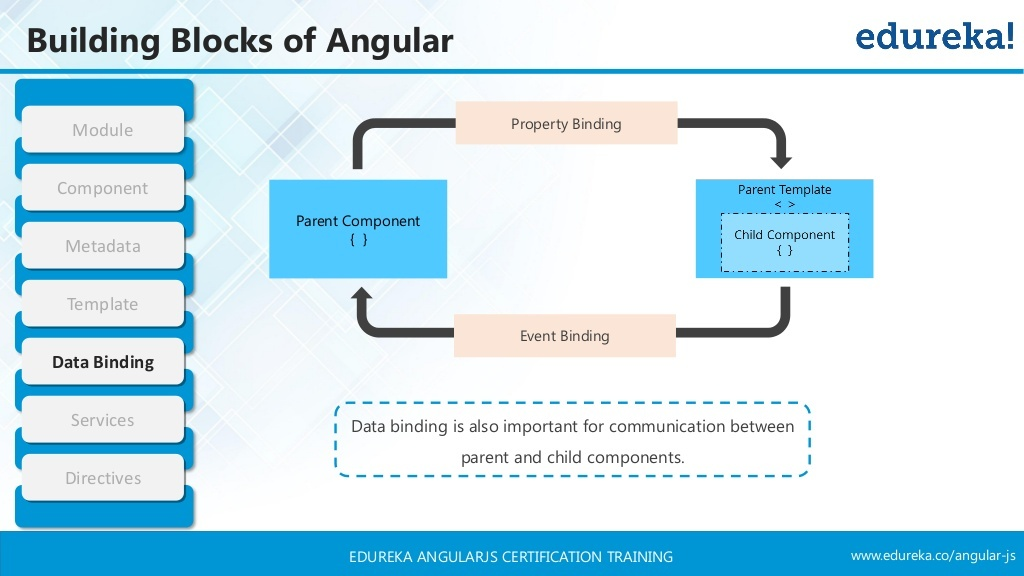 Building Blocks of Angular
edureka!
Module
Component
Metadata
Template
Data Binding
Services
Directives
Property Binding
Parent Component
{ }
Parent Template
< >
Child Component
{ }
Event Binding
Data binding is also important for communication between
parent and child components.
EDUREKA ANGULARJS CERTIFICATION TRAINING
www.edureka.co/angular-js